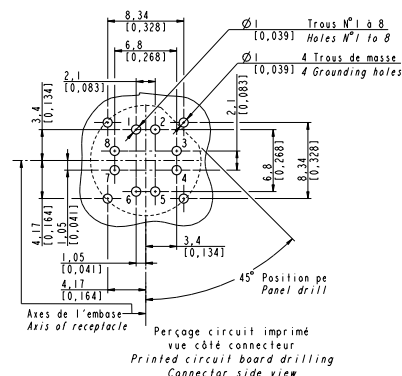 8,34
[0,328]
6,8
[0,268]
2,1
[0,083]
Ø1
[0,039]
Trous N°1 à 8
Holes N°1 to 8
Ø1
[0,039]
4 Trous de masse
4 Grounding holes
3,4
[0,134]
2,1
[0,083]
1 2
8 3
7 4
6 5
6,8
[0,268]
8,34
[0,328]
4,17
[0,164]
1,05
[0,041]
3,4
[0,134]
1,05
[0,041]
4,17
[0,164]
45° Position pe
Panel drill
Axes de l'embase
Axis of receptacle
Perçage circuit imprimé
vue côté connecteur
Printed circuit board drilling
Connector side view